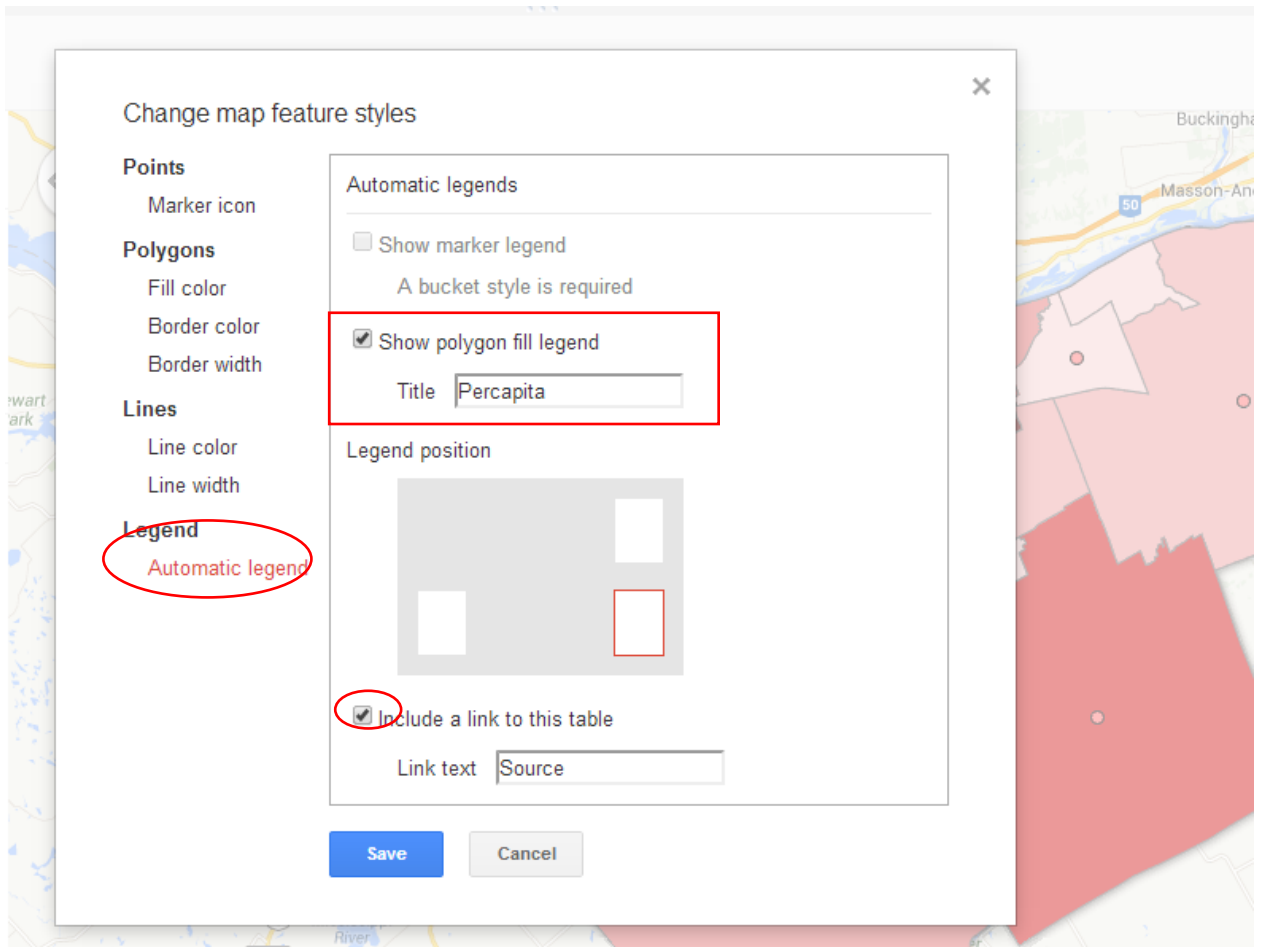 Change map feature styles
Points
Marker icon
Polygons
Fill color
Border color
Border width
Lines
Line color
Line width
Legend
Automatic legend
Automatic legends
Show marker legend
A bucket style is required
Show polygon fill legend
Title Percapita
Legend position
Include a link to this table
Link text Source
Save Cancel
Buckingha
Masson-An
50
ewart
ark
River